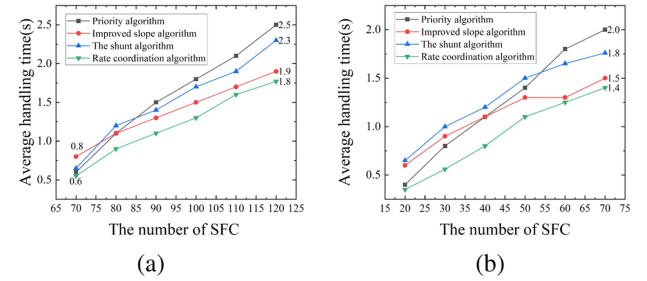 Average handling time(s)
2.5
2.0
1.5
1.0
0.5
Priority algorithm
Improved slope algorithm
The shunt algorithm
Rate coordination algorithm
2.5
2.3
1.9
1.8
0.8
0.6
65 70 75 80 85 90 95 100 105 110 115 120 125
The number of SFC
(a)
Average handling time(s)
2.0
1.5
1.0
0.5
Priority algorithm
Improved slope algorithm
The shunt algorithm
Rate coordination algorithm
2.0
1.8
1.5
1.4
15 20 25 30 35 40 45 50 55 60 65 70 75
The number of SFC
(b)